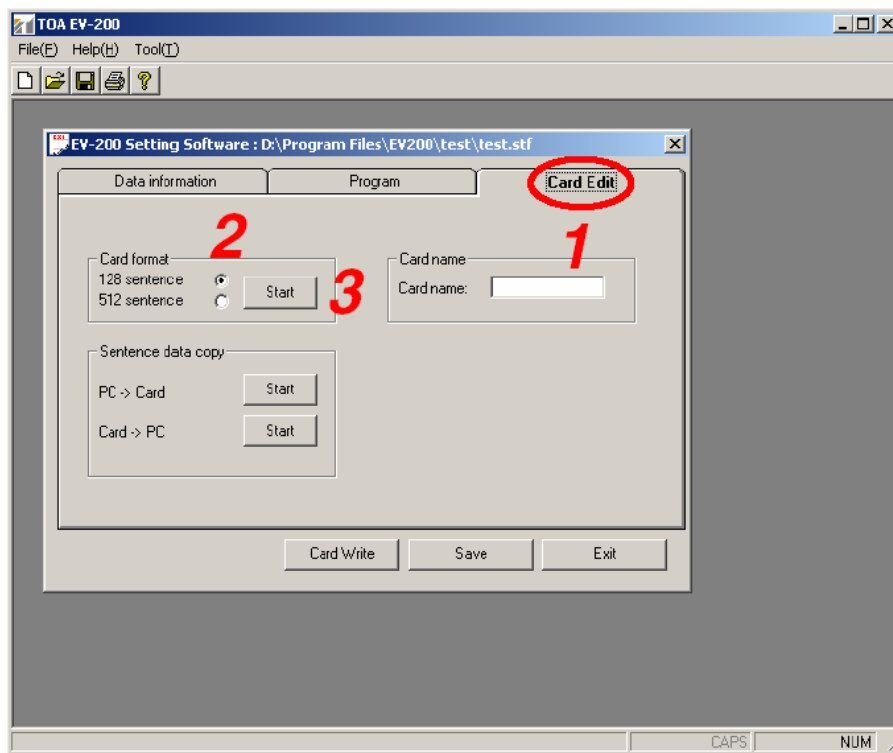 TOA EV-200
File(F) Help(H) Tool(T)
EV-200 Setting Software : D:\Program Files\EV200\test\test.stf
Data information Program Card Edit
2 1
Card format Card name
128 sentence
Start 3 Card name:
512 sentence
Sentence data copy
PC -> Card Start
Card -> PC Start
Card Write Save Exit
CAPS NUM